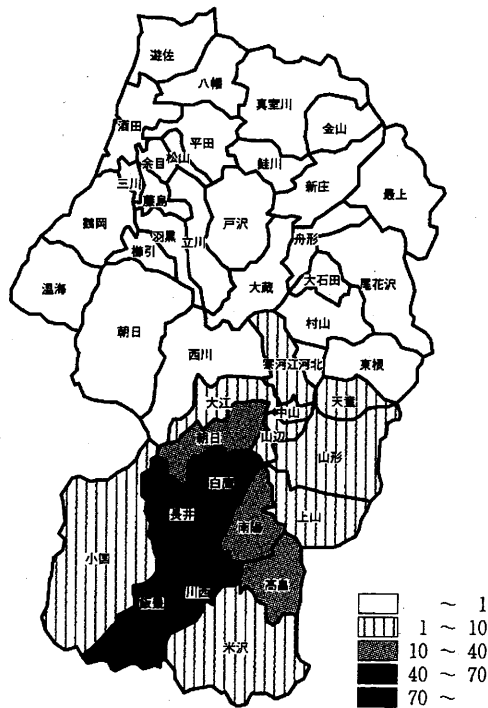 遊佐
八幡
真室川
金山
酒田
平田
松山
余目
鮭川
新庄
最上
三川
藤島
鶴岡
羽黒
立川
戸沢
舟形
櫛引
温海
大蔵
大石田
尾花沢
朝日
村山
西川
寒河江河北
東根
大江
中山
天童
朝日
山辺
山形
白鷹
長井
南陽
上山
小国
飯豊
川西
高畠
米沢
~ 1
1 ~ 10
10 ~ 40
40 ~ 70
70 ~